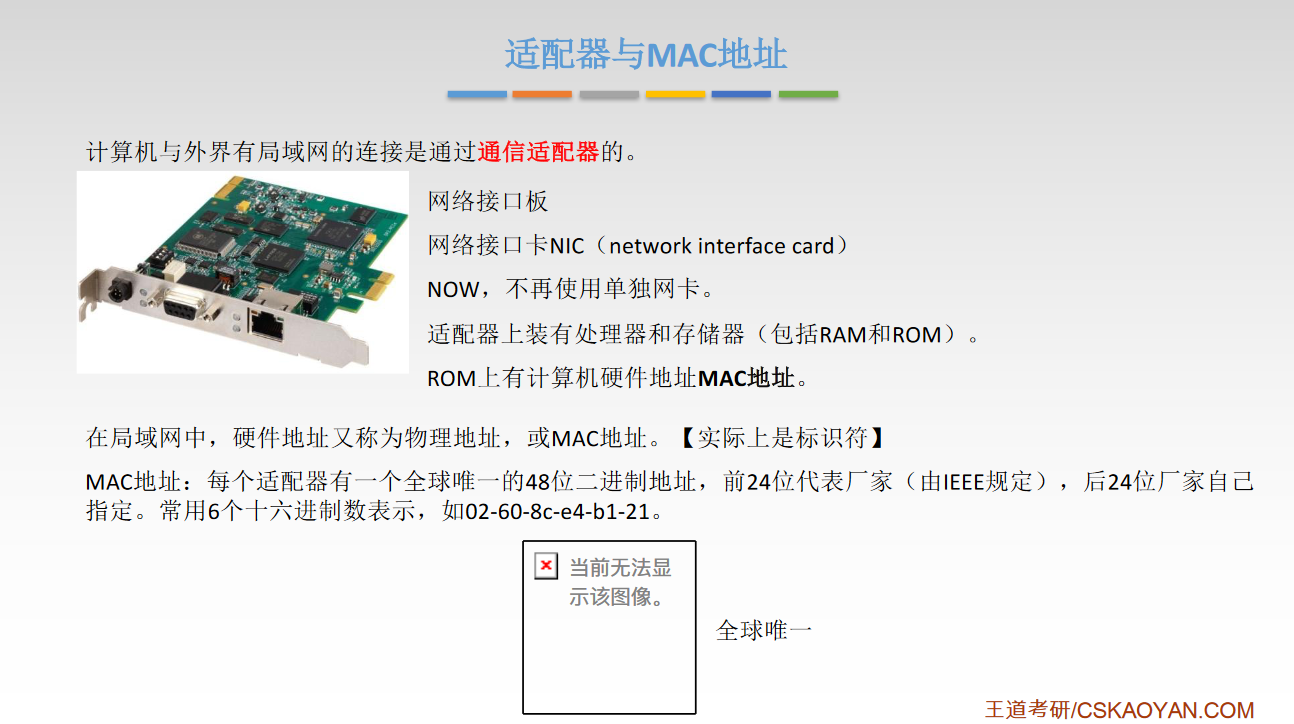 适配器与MAC地址
计算机与外界有局域网的连接是通过通信适配器的。
网络接口板
网络接口卡NIC（network interface card）
NOW，不再使用单独网卡。
适配器上装有处理器和存储器（包括RAM和ROM）。
ROM上有计算机硬件地址MAC地址。
在局域网中，硬件地址又称为物理地址，或MAC地址。【实际上是标识符】
MAC地址：每个适配器有一个全球唯一的48位二进制地址，前24位代表厂家（由IEEE规定），后24位厂家自己
指定。常用6个十六进制数表示，如02-60-8c-e4-b1-21。
当前无法显
示该图像。
全球唯一
王道考研/CSKAOYAN.COM